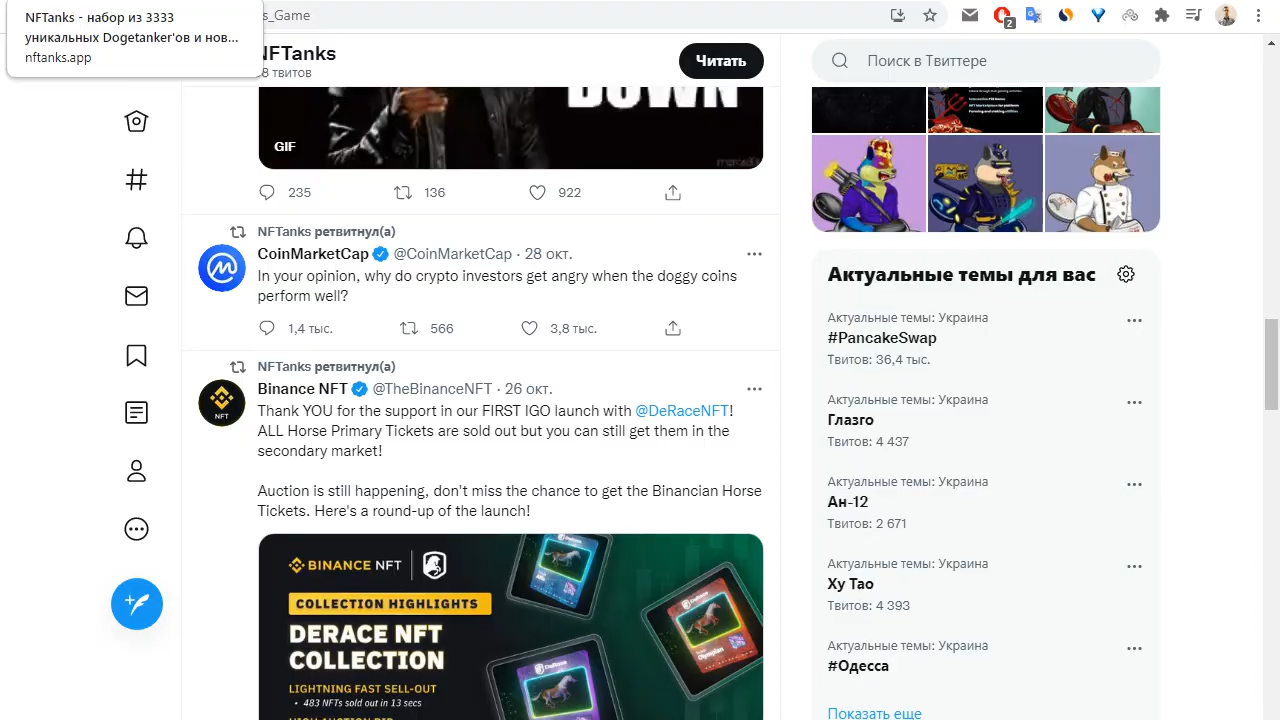 NFTanks - набор из 3333
уникальных Dogetanker'ов и нов...
nftanks.app
s_Game
2
NFTanks
8 твитов
Читать
Поиск в Твиттере
DOWN
GIF
235
136
922
NFTanks ретвитнул(а)
CoinMarketCap @CoinMarketCap · 28 окт.
In your opinion, why do crypto investors get angry when the doggy coins
perform well?
1,4 тыс.
566
3,8 тыс.
NFTanks ретвитнул(а)
Binance NFT @TheBinanceNFT · 26 окт.
NFT
Thank YOU for the support in our FIRST IGO launch with @DeRaceNFT!
ALL Horse Primary Tickets are sold out but you can still get them in the
secondary market!
Auction is still happening, don't miss the chance to get the Binancian Horse
Tickets. Here's a round-up of the launch!
BINANCE NFT
COLLECTION HIGHLIGHTS
DERACE NFT
COLLECTION
LIGHTNING FAST SELL-OUT
• 483 NFTs sold out in 13 secs
Актуальные темы для вас
Актуальные темы: Украина
#PancakeSwap
Твитов: 36,4 тыс.
Актуальные темы: Украина
Глазго
Твитов: 4 437
Актуальные темы: Украина
Ан-12
Твитов: 2 671
Актуальные темы: Украина
Ху Тао
Твитов: 4 393
Актуальные темы: Украина
#Одесса
Показать еще